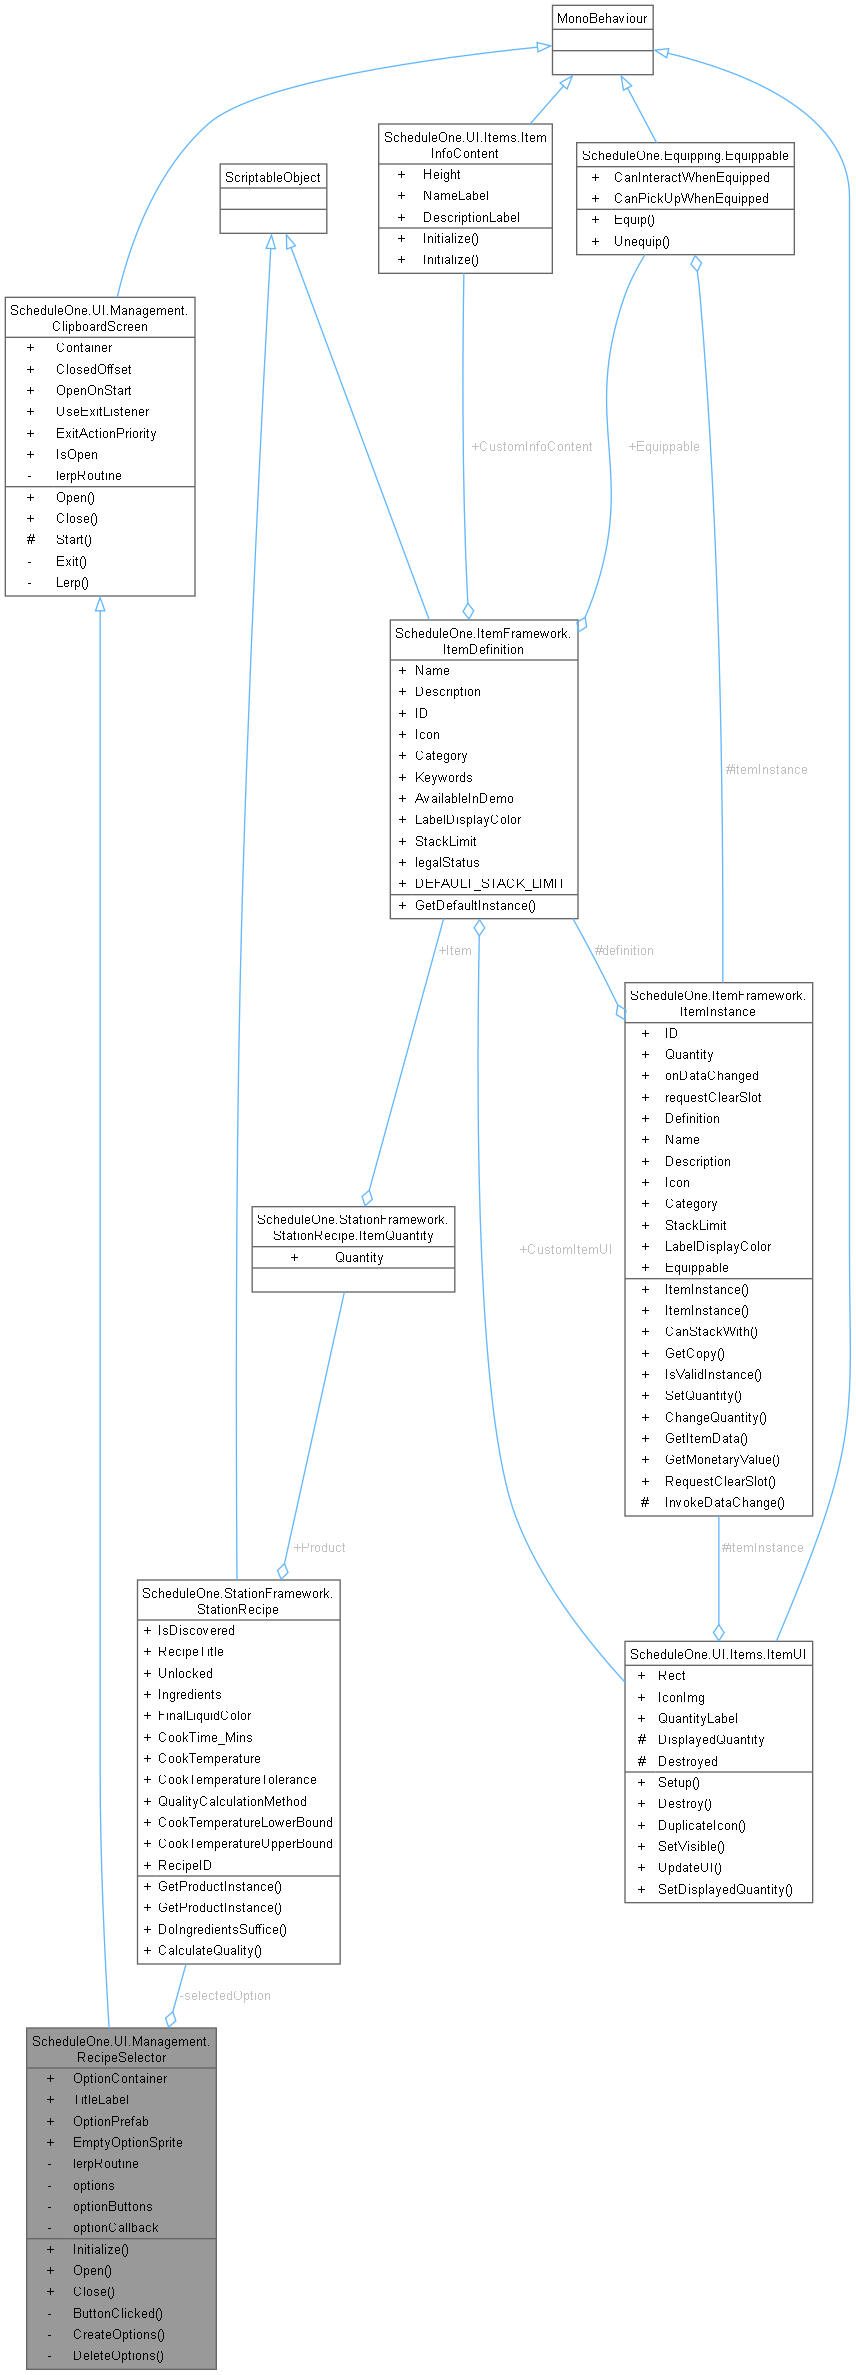 MonoBehaviour
ScheduleOne.UI.Items.Item
InfoContent
+ Height
+ NameLabel
+ DescriptionLabel
+ Initialize()
+ Initialize()
ScheduleOne.Equipping.Equippable
+ CanInteractWhenEquipped
+ CanPickUpWhenEquipped
+ Equip()
+ Unequip()
ScriptableObject
ScheduleOne.UI.Management.
ClipboardScreen
+ Container
+ ClosedOffset
+ OpenOnStart
+ UseExitListener
+ ExitActionPriority
+ IsOpen
- lerpRoutine
+ Open()
+ Close()
# Start()
- Exit()
- Lerp()
+CustomInfoContent
+Equippable
#itemInstance
ScheduleOne.ItemFramework.
ItemDefinition
+ Name
+ Description
+ ID
+ Icon
+ Category
+ Keywords
+ AvailableInDemo
+ LabelDisplayColor
+ StackLimit
+ legalStatus
+ DEFAULT_STACK_LIMIT
+ GetDefaultInstance()
+Item
#definition
ScheduleOne.ItemFramework.
ItemInstance
+ ID
+ Quantity
+ onDataChanged
+ requestClearSlot
+ Definition
+ Name
+ Description
+ Icon
+ Category
+ StackLimit
+ LabelDisplayColor
+ Equippable
+ ItemInstance()
+ ItemInstance()
+ CanStackWith()
+ GetCopy()
+ IsValidInstance()
+ SetQuantity()
+ ChangeQuantity()
+ GetItemData()
+ GetMonetaryValue()
+ RequestClearSlot()
# InvokeDataChange()
ScheduleOne.StationFramework.
StationRecipe.ItemQuantity
+ Quantity
+CustomItemUI
+Product
#itemInstance
ScheduleOne.StationFramework.
StationRecipe
+ IsDiscovered
+ RecipeTitle
+ Unlocked
+ Ingredients
+ FinalLiquidColor
+ CookTime_Mins
+ CookTemperature
+ CookTemperatureTolerance
+ QualityCalculationMethod
+ CookTemperatureLowerBound
+ CookTemperatureUpperBound
+ RecipeID
+ GetProductInstance()
+ GetProductInstance()
+ DoIngredientsSuffice()
+ CalculateQuality()
ScheduleOne.UI.Items.ItemUI
+ Rect
+ IconImg
+ QuantityLabel
# DisplayedQuantity
# Destroyed
+ Setup()
+ Destroy()
+ DuplicateIcon()
+ SetVisible()
+ UpdateUI()
+ SetDisplayedQuantity()
-selectedOption
ScheduleOne.UI.Management.
RecipeSelector
+ OptionContainer
+ TitleLabel
+ OptionPrefab
+ EmptyOptionSprite
- lerpRoutine
- options
- optionButtons
- optionCallback
+ Initialize()
+ Open()
+ Close()
- ButtonClicked()
- CreateOptions()
- DeleteOptions()